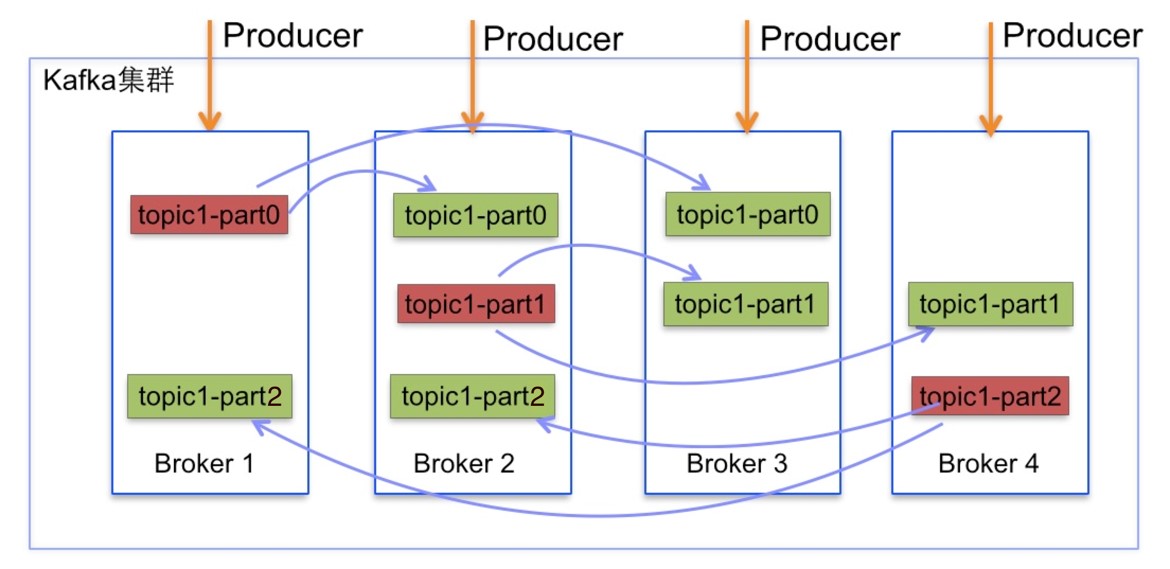 Producer
Producer
Producer
Producer
Kafka集群
topic1-part0
topic1-part0
topic1-part0
topic1-part1
topic1-part1
topic1-part1
topic1-part2
topic1-part2
topic1-part2
Broker 1
Broker 2
Broker 3
Broker 4